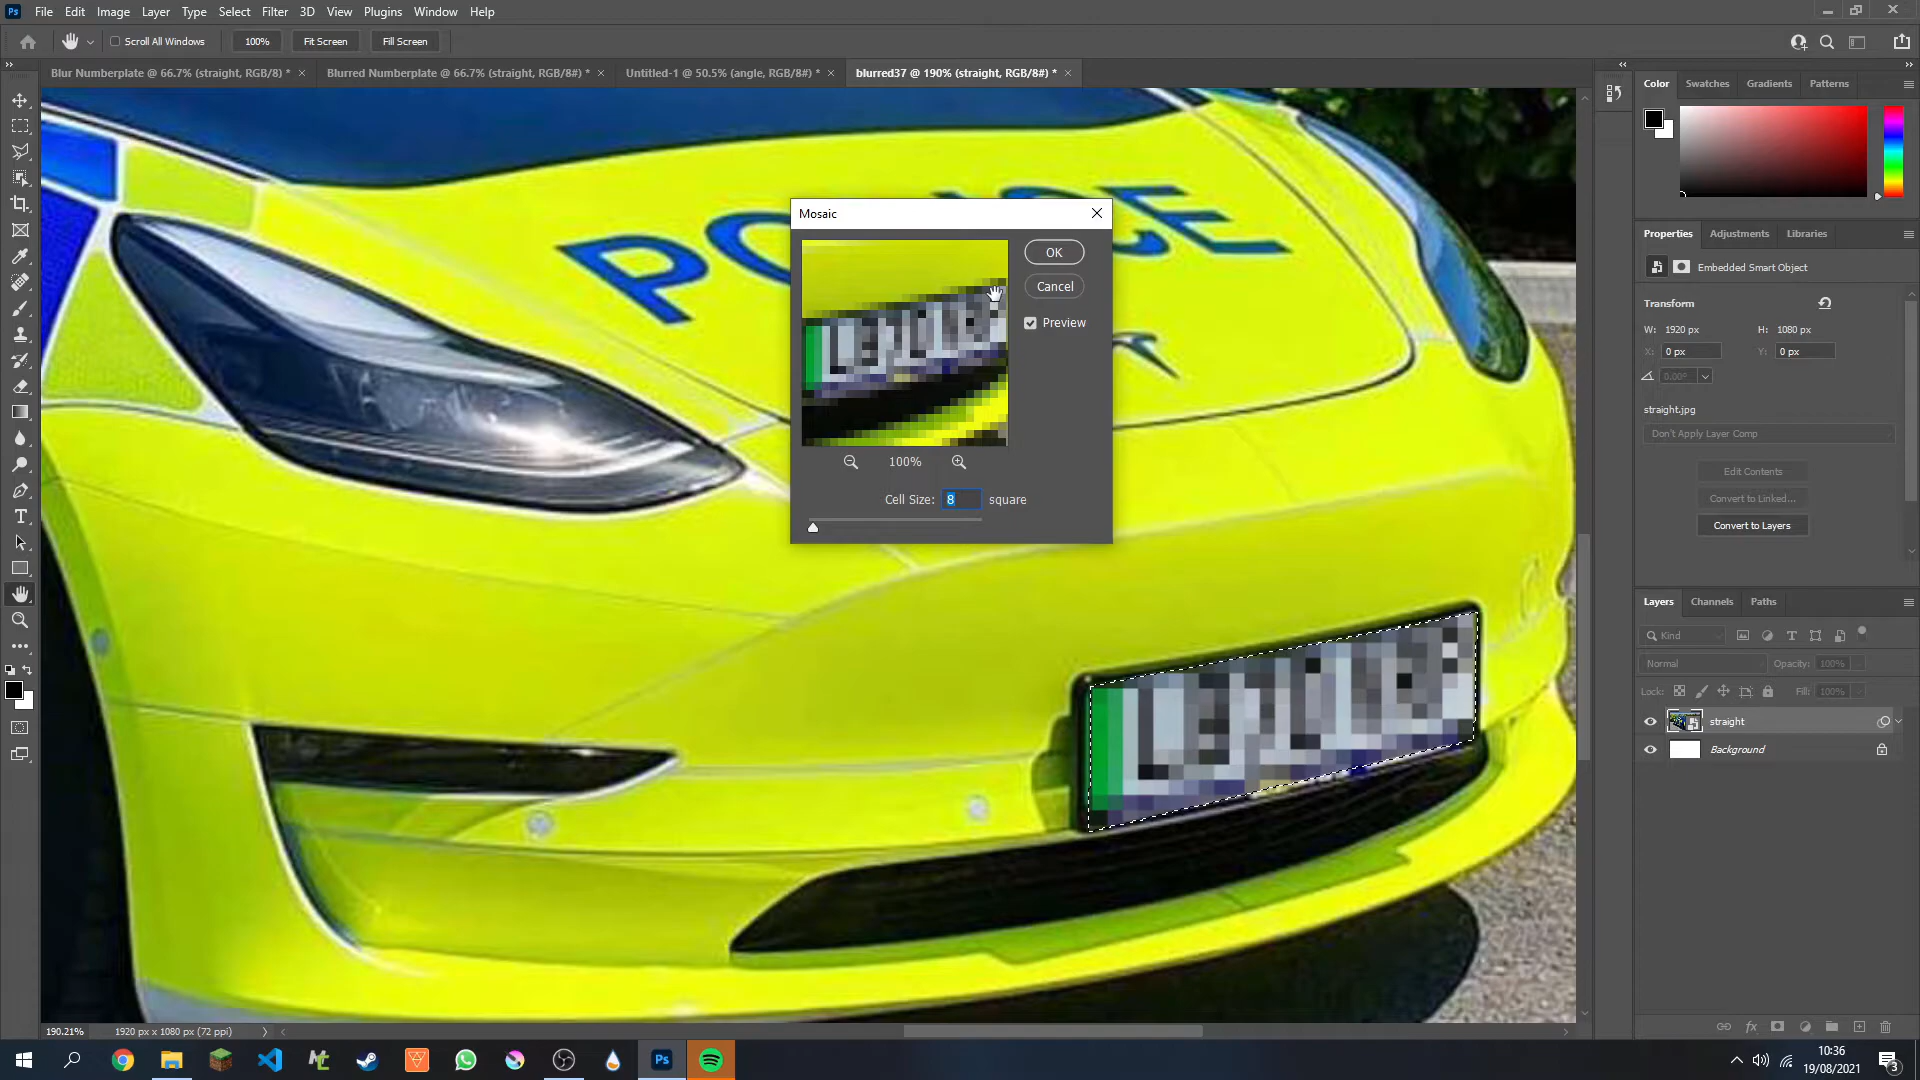 Ps File Edit Image Layer Type Select Filter 3D View Plugins Window Help
Scroll All Windows 100% Fit Screen Fill Screen
Blur Numberplate @ 66.7% (straight, RGB/8) * × Blurred Numberplate @ 66.7% (straight, RGB/8#) * × Untitled-1 @ 50.5% (angle, RGB/8#) * × blurred37 @ 190% (straight, RGB/8#) * ×
Color Swatches Gradients Patterns
Mosaic
OK
Cancel
Preview
100%
Cell Size: 8 square
Properties Adjustments Libraries
Embedded Smart Object
Transform
W: 1920 px H: 1080 px
X: 0 px Y: 0 px
0.00°
straight.jpg
Don't Apply Layer Comp
Edit Contents
Convert to Linked...
Convert to Layers
Layers Channels Paths
Kind
Normal Opacity: 100%
Lock: Fill: 100%
straight
Background
190.21% 1920 px x 1080 px (72 ppi)
Ps
10:36
19/08/2021
3